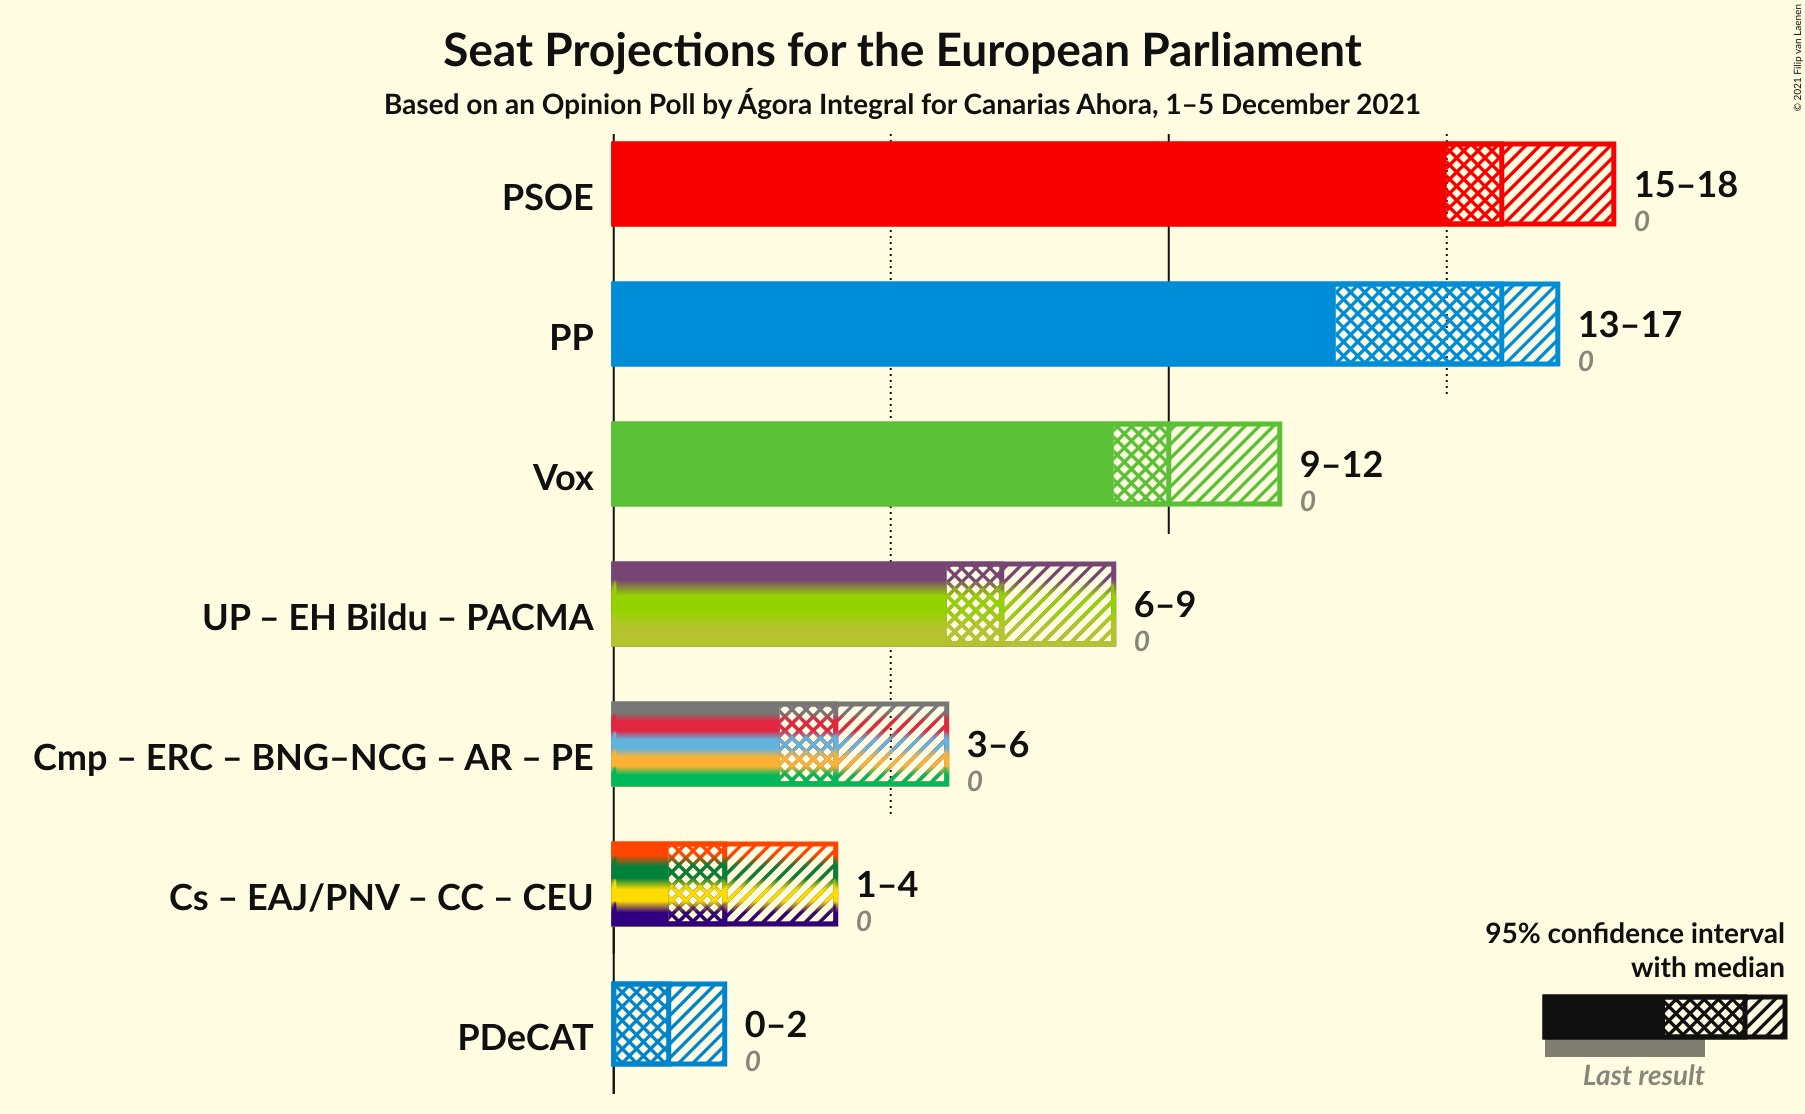 Seat Projections for the European Parliament
Based on an Opinion Poll by Ágora Integral for Canarias Ahora, 1–5 December 2021
© 2021 Filip van Laenen
PSOE
15–18
0
PP
13–17
0
Vox
9–12
0
UP – EH Bildu – PACMA
6–9
0
Cmp – ERC – BNG–NCG – AR – PE
3–6
0
Cs – EAJ/PNV – CC – CEU
1–4
0
PDeCAT
0–2
0
95% confidence interval
with median
Last result